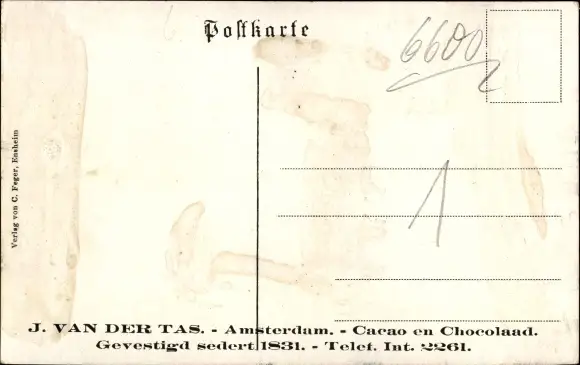 Postkarte
6600
1
Verlag von C. Feger, Ensheim
J. VAN DER TAS. - Amsterdam. - Cacao en Chocolaad.
Gevestigd sedert 1831. - Telef. Int. 2261.